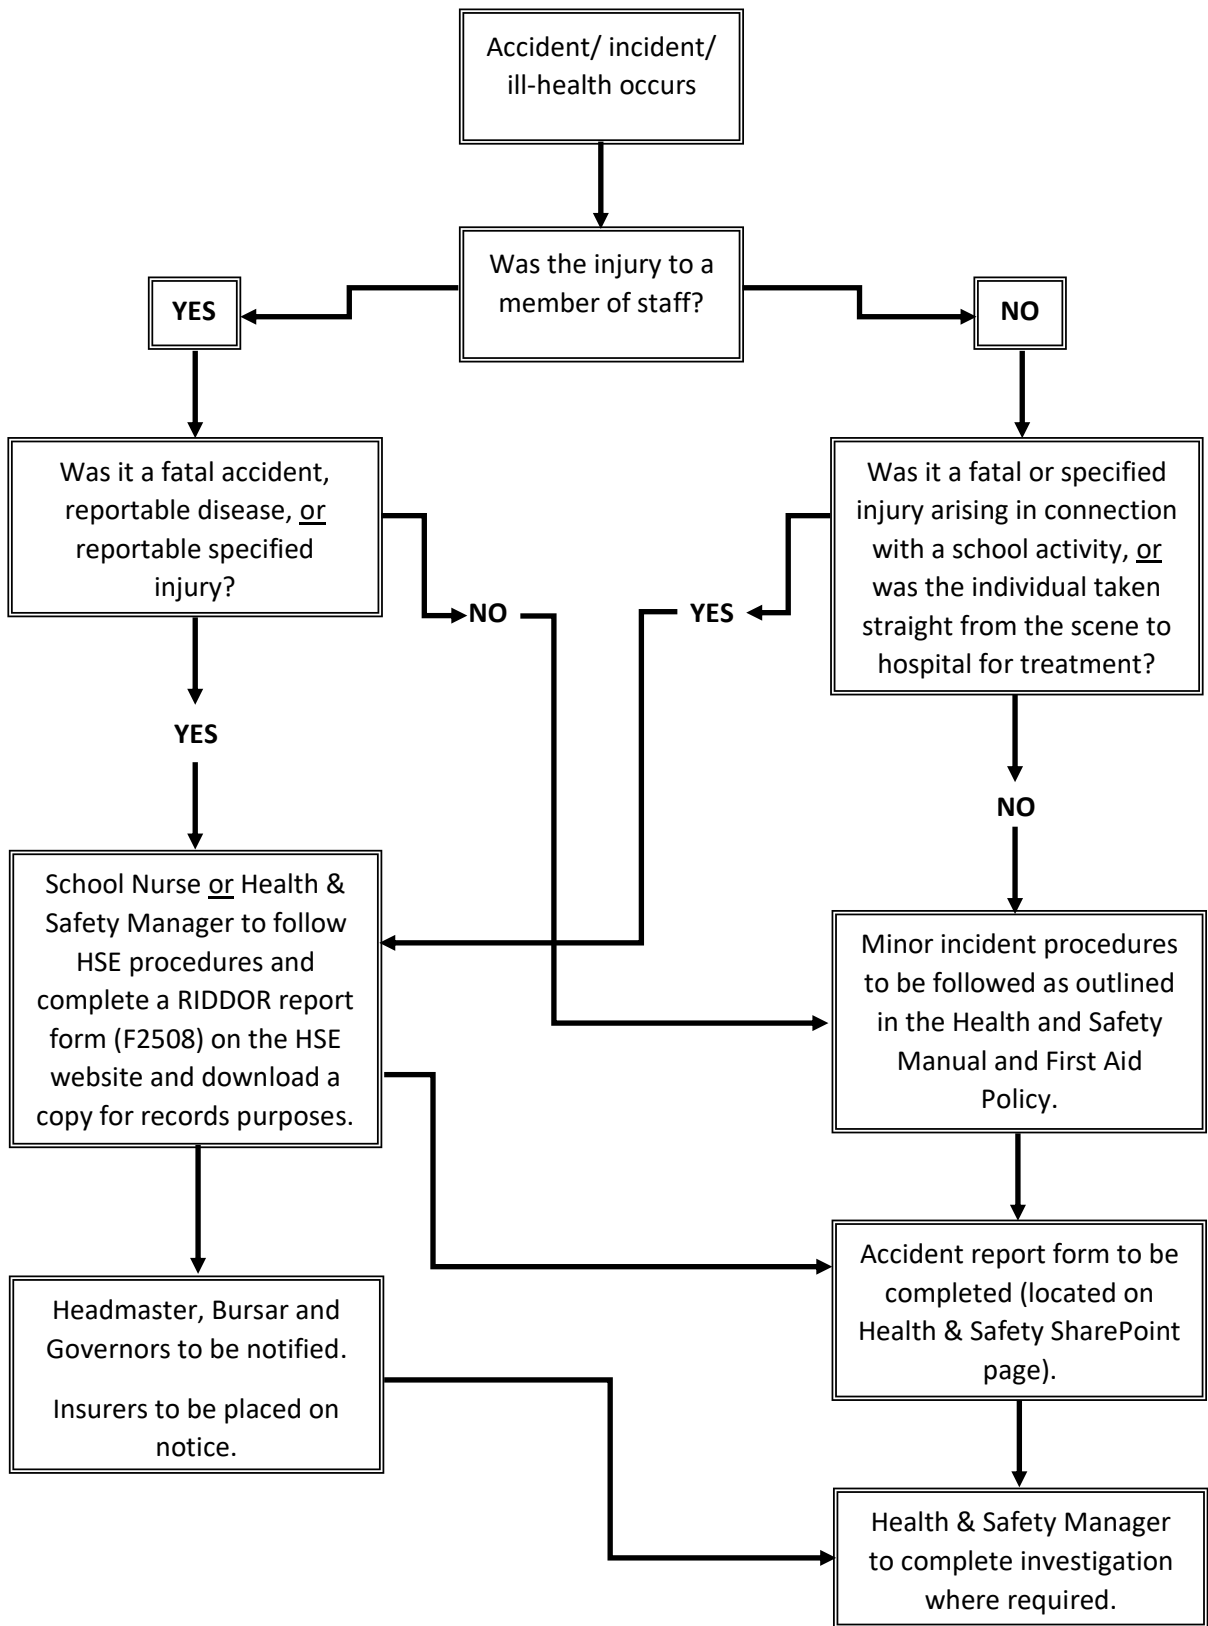 Accident/ incident/
ill-health occurs
Was the injury to a
member of staff?
YES
NO
Was it a fatal accident,
reportable disease, or
reportable specified
injury?
Was it a fatal or specified
injury arising in connection
with a school activity, or
was the individual taken
straight from the scene to
hospital for treatment?
NO
YES
YES
NO
School Nurse or Health &
Safety Manager to follow
HSE procedures and
complete a RIDDOR report
form (F2508) on the HSE
website and download a
copy for records purposes.
Minor incident procedures
to be followed as outlined
in the Health and Safety
Manual and First Aid
Policy.
Accident report form to be
completed (located on
Health & Safety SharePoint
page).
Headmaster, Bursar and
Governors to be notified.
Insurers to be placed on
notice.
Health & Safety Manager
to complete investigation
where required.